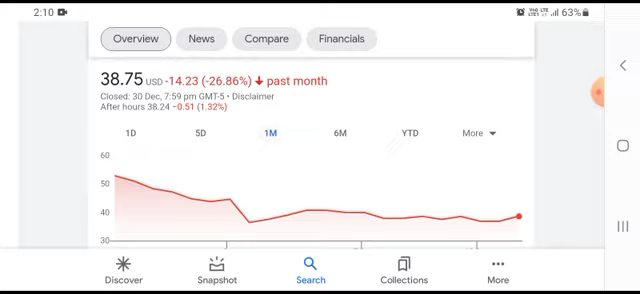 2:10
VoLTE LTE1 63%
Overview News Compare Financials
38.75 USD -14.23 (-26.86%) past month
Closed: 30 Dec, 7:59 pm GMT-5 • Disclaimer
After hours 38.24 -0.51 (1.32%)
1D 5D 1M 6M YTD More
60
50
40
30
Discover Snapshot Search Collections More